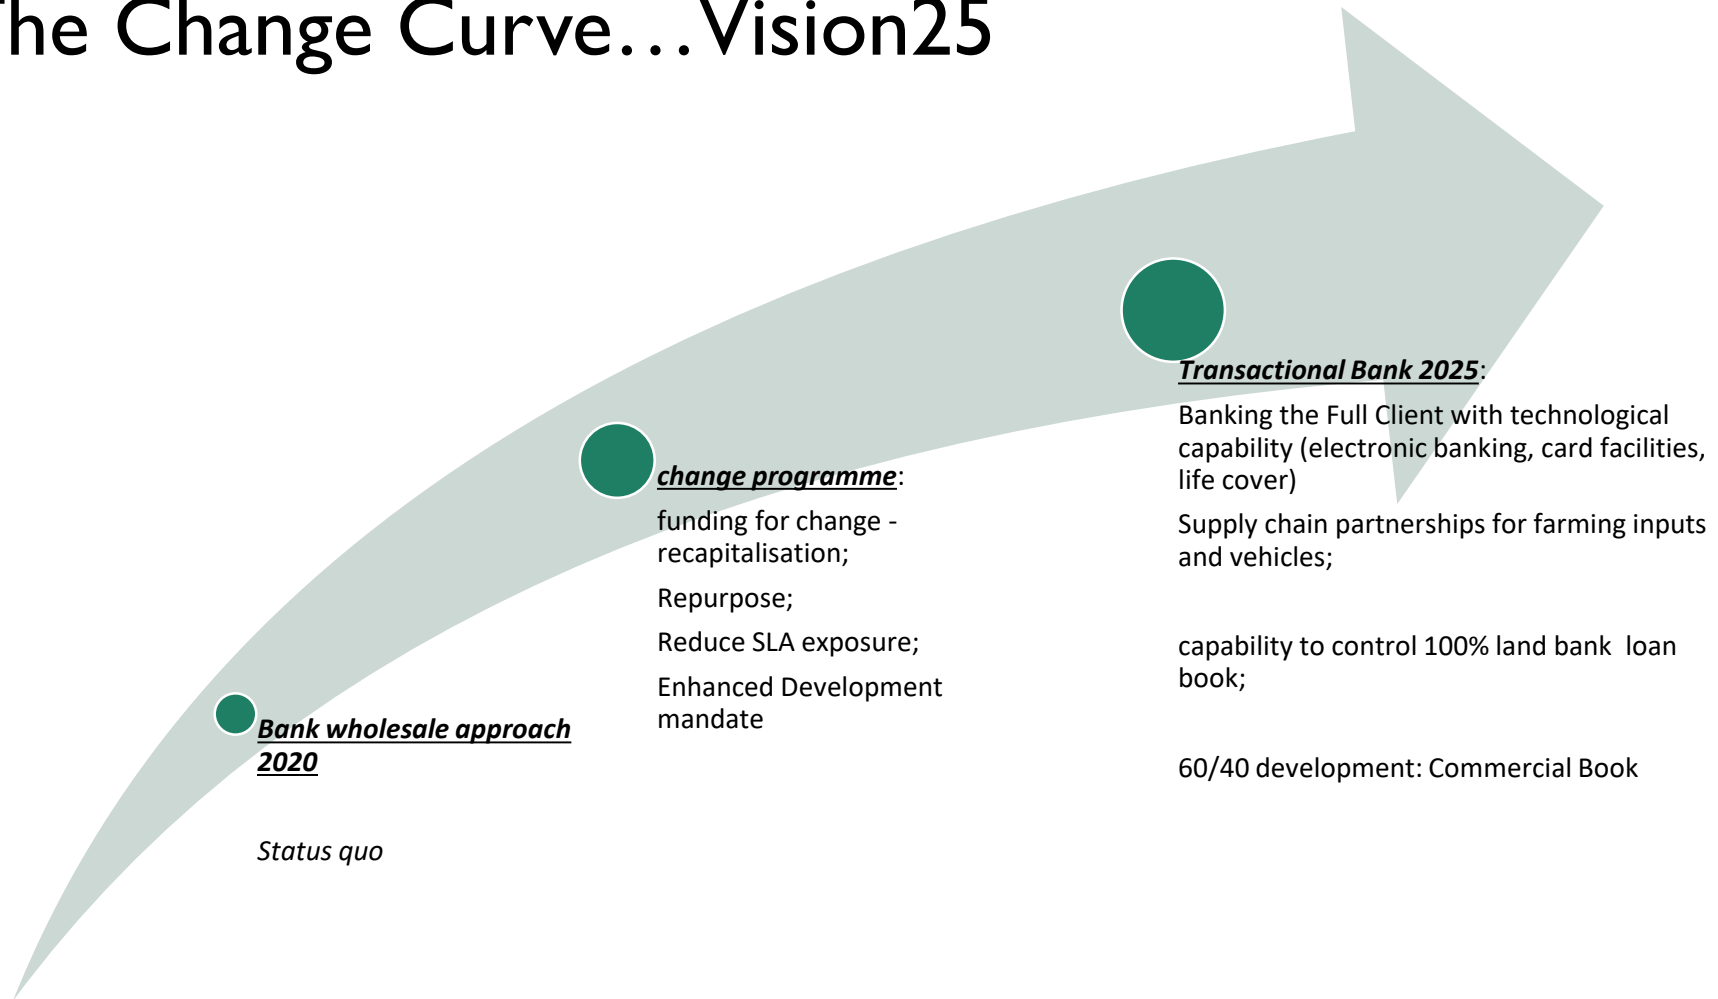 The Change Curve…Vision25
Bank wholesale approach
2020
Status quo
change programme:
funding for change -
recapitalisation;
Repurpose;
Reduce SLA exposure;
Enhanced Development
mandate
Transactional Bank 2025:
Banking the Full Client with technological
capability (electronic banking, card facilities,
life cover)
Supply chain partnerships for farming inputs
and vehicles;
capability to control 100% land bank  loan
book;
60/40 development: Commercial Book